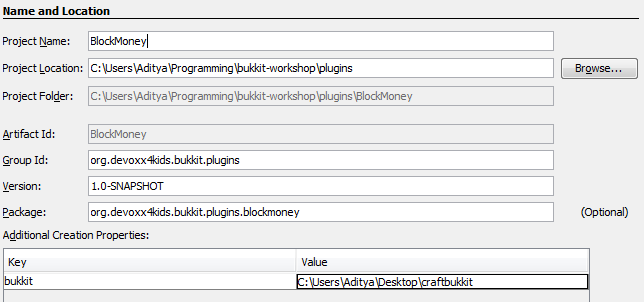 Name and Location
Project Name: BlockMoney
Project Location: C:\Users\Aditya\Programming\bukkit-workshop\plugins Browse...
Project Folder: C:\Users\Aditya\Programming\bukkit-workshop\plugins\BlockMoney
Artifact Id: BlockMoney
Group Id: org.devoxx4kids.bukkit.plugins
Version: 1.0-SNAPSHOT
Package: org.devoxx4kids.bukkit.plugins.blockmoney (Optional)
Additional Creation Properties:
Key Value
bukkit C:\Users\Aditya\Desktop\craftbukkit